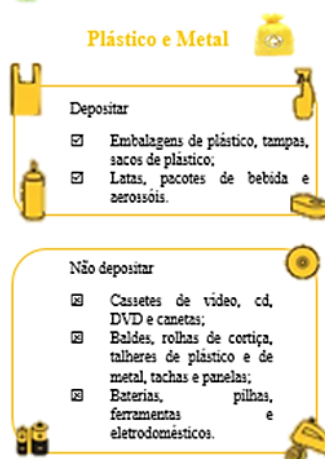 Plástico e Metal
Depositar
☑ Embalagens de plástico, tampas,
sacos de plástico;
☑ Latas, pacotes de bebida e
aerossóis.
Não depositar
☒ Cassetes de vídeo, cd,
DVD e canetas;
☒ Baldes, rolhas de cortiça,
talheres de plástico e de
metal, tachas e panelas;
☒ Baterias, pilhas,
ferramentas e
eletrodomésticos.